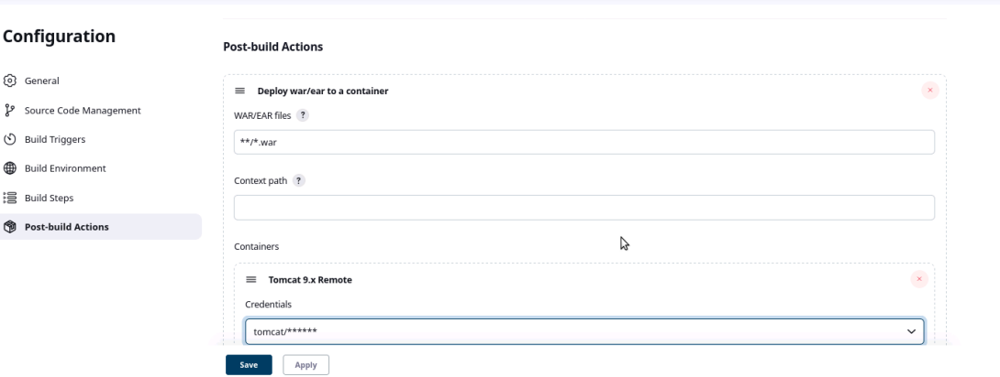 Configuration
General
Source Code Management
Build Triggers
Build Environment
Build Steps
Post-build Actions
Post-build Actions
Deploy war/ear to a container
WAR/EAR files ?
**/*.war
Context path ?
Containers
Tomcat 9.x Remote
Credentials
tomcat/******
Save Apply